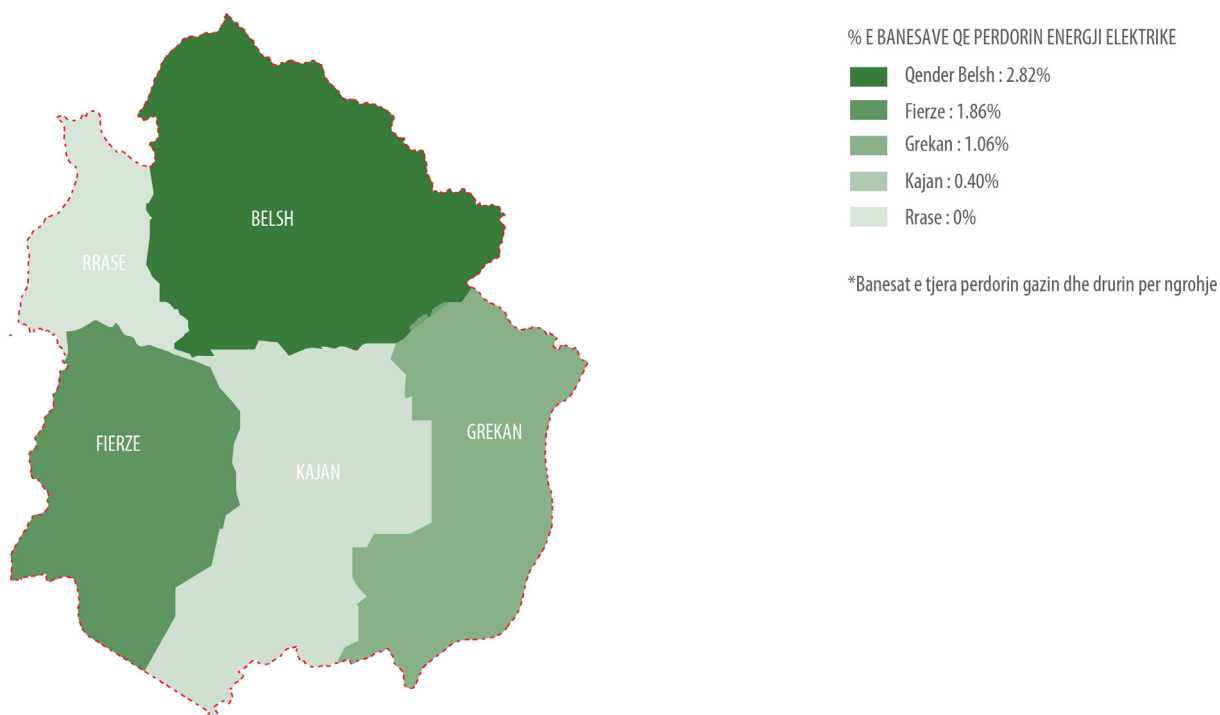 % E BANESAVE QE PERDORIN ENERGJI ELEKTRIKE
Qender Belsh : 2.82%
Fierze : 1.86%
Grekan : 1.06%
Kajan : 0.40%
Rrase : 0%
*Banesat e tjera perdorin gazin dhe drurin per ngrohje
BELSH
RRASE
FIERZE
GREKAN
KAJAN